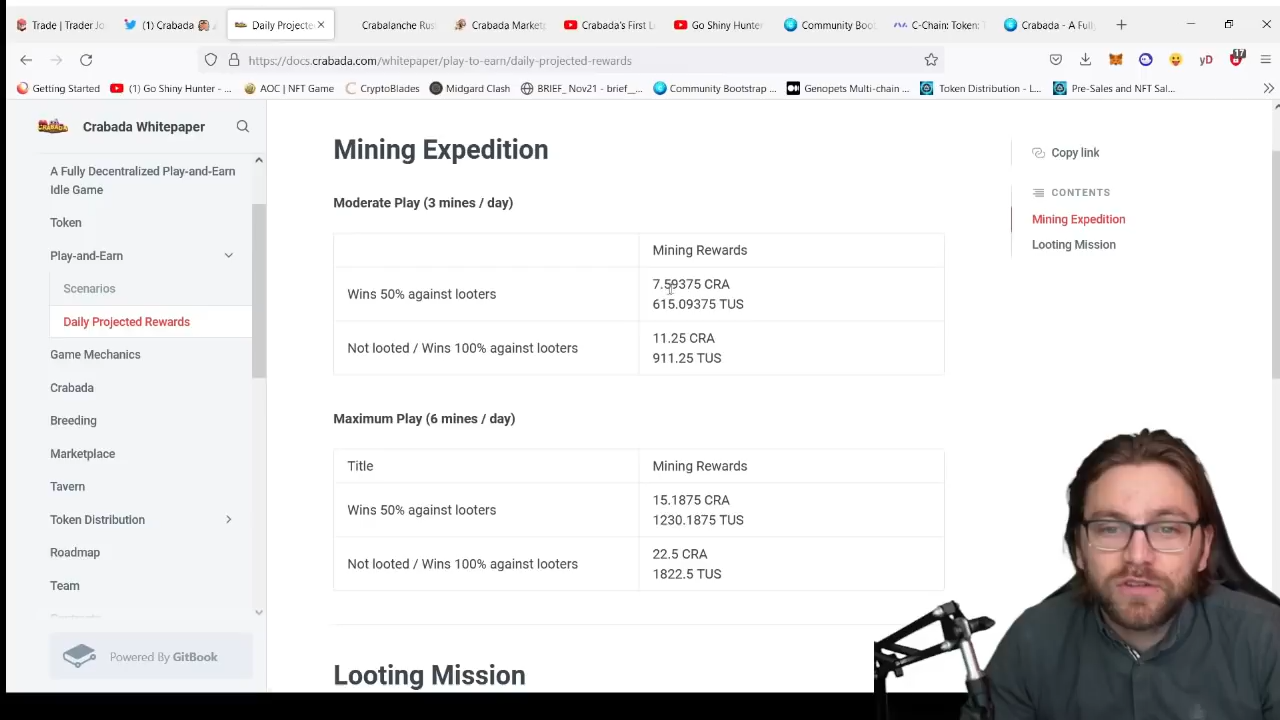 Trade | Trader Jo
(1) Crabada
Daily Projecte
Crabalanche Rus
Crabada Market
Crabada's First L
Go Shiny Hunter
Community Boo
C-Chain: Token:
Crabada - A Full
https://docs.crabada.com/whitepaper/play-to-earn/daily-projected-rewards
yD
17
Getting Started
(1) Go Shiny Hunter - ...
AOC | NFT Game
CryptoBlades
Midgard Clash
BRIEF_Nov21 - brief_...
Community Bootstrap ...
Genopets Multi-chain ...
Token Distribution - L...
Pre-Sales and NFT Sal...
Crabada Whitepaper
A Fully Decentralized Play-and-Earn
Idle Game
Token
Play-and-Earn
Scenarios
Daily Projected Rewards
Game Mechanics
Crabada
Breeding
Marketplace
Tavern
Token Distribution
Roadmap
Team
Powered By GitBook
Mining Expedition
Moderate Play (3 mines / day)
Mining Rewards
Wins 50% against looters
7.59375 CRA
615.09375 TUS
Not looted / Wins 100% against looters
11.25 CRA
911.25 TUS
Maximum Play (6 mines / day)
Title
Mining Rewards
Wins 50% against looters
15.1875 CRA
1230.1875 TUS
Not looted / Wins 100% against looters
22.5 CRA
1822.5 TUS
Looting Mission
Copy link
CONTENTS
Mining Expedition
Looting Mission